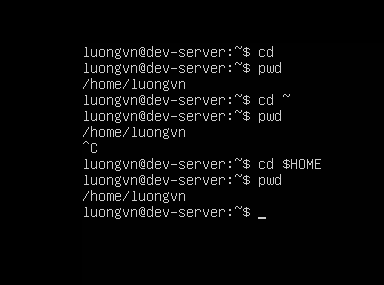 luongvn@dev-server:~$ cd
luongvn@dev-server:~$ pwd
/home/luongvn
luongvn@dev-server:~$ cd ~
luongvn@dev-server:~$ pwd
/home/luongvn
^C
luongvn@dev-server:~$ cd $HOME
luongvn@dev-server:~$ pwd
/home/luongvn
luongvn@dev-server:~$ _